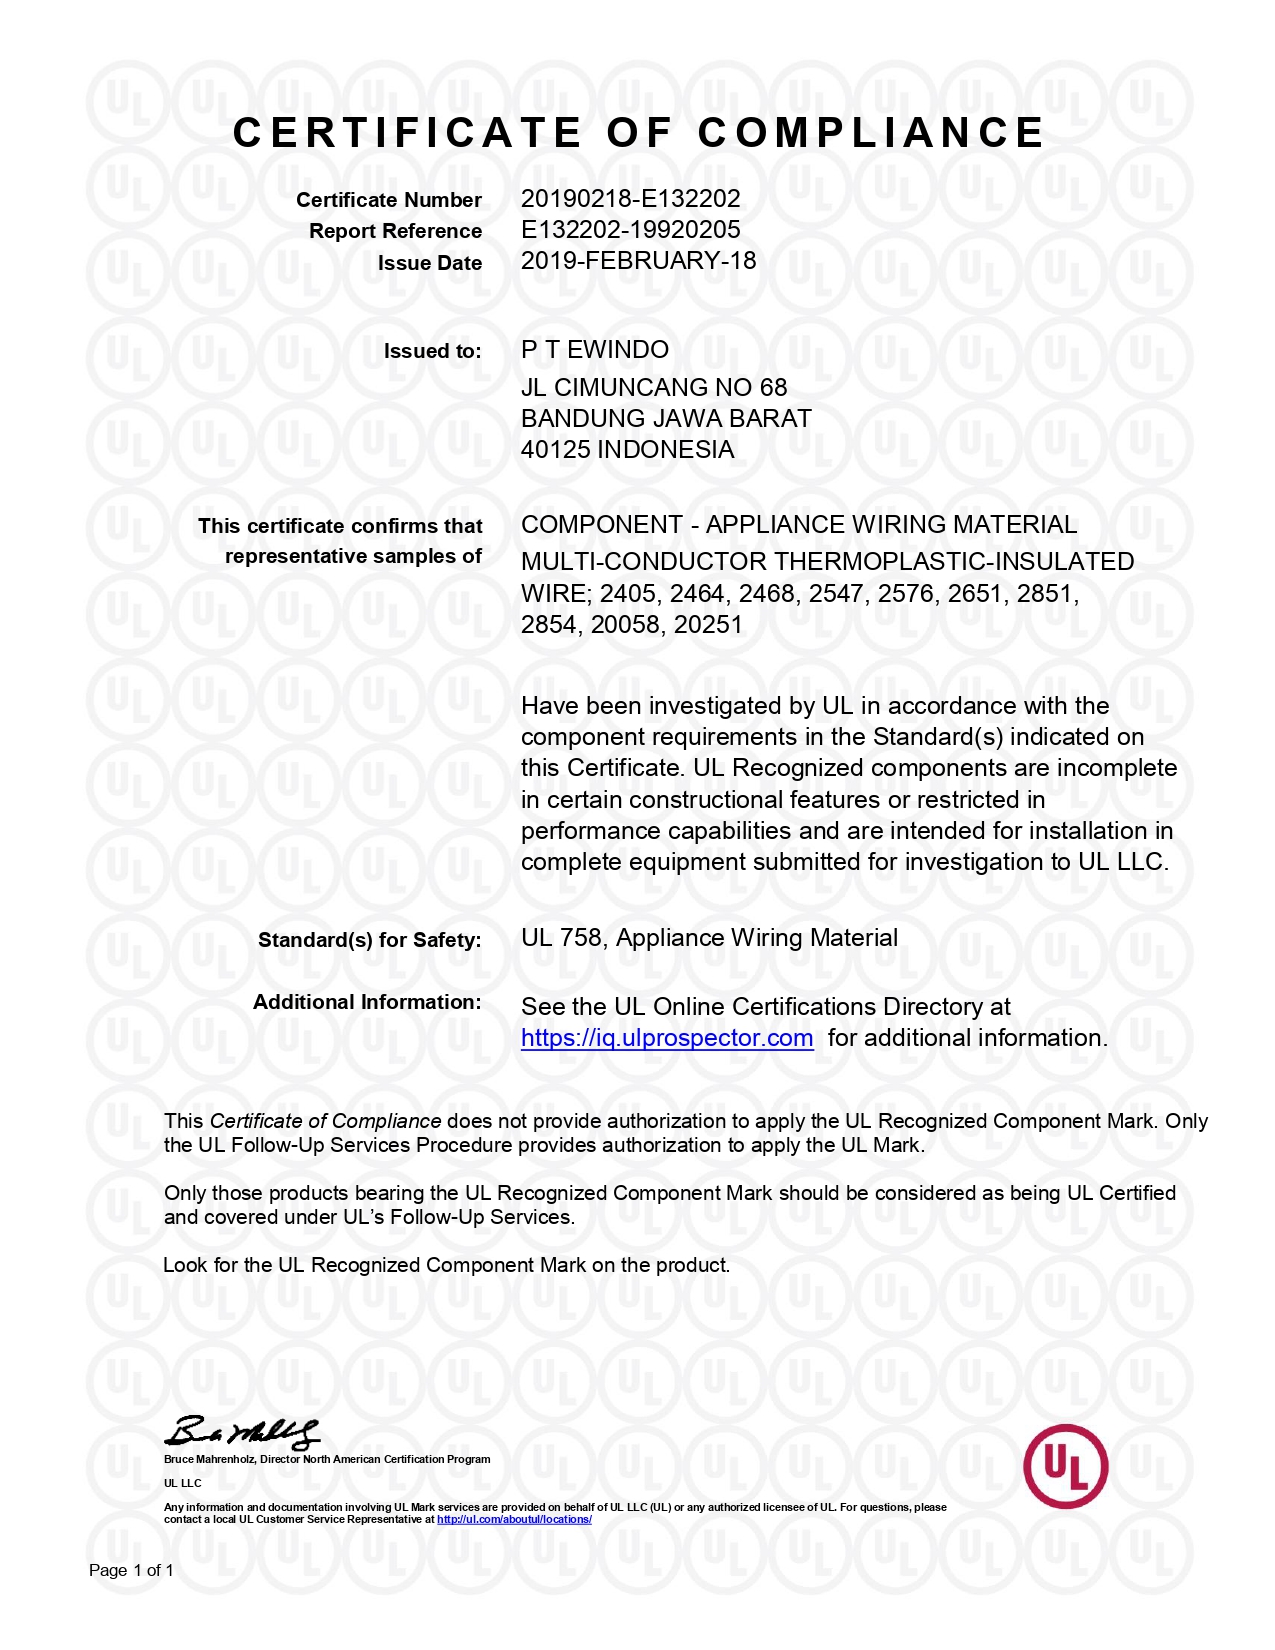 CERTIFICATE OF COMPLIANCE
Certificate Number 20190218-E132202
Report Reference E132202-19920205
Issue Date 2019-FEBRUARY-18
Issued to: P T EWINDO
JL CIMUNCANG NO 68
BANDUNG JAWA BARAT
40125 INDONESIA
This certificate confirms that COMPONENT - APPLIANCE WIRING MATERIAL
representative samples of MULTI-CONDUCTOR THERMOPLASTIC-INSULATED
WIRE; 2405, 2464, 2468, 2547, 2576, 2651, 2851,
2854, 20058, 20251
Have been investigated by UL in accordance with the
component requirements in the Standard(s) indicated on
this Certificate. UL Recognized components are incomplete
in certain constructional features or restricted in
performance capabilities and are intended for installation in
complete equipment submitted for investigation to UL LLC.
Standard(s) for Safety: UL 758, Appliance Wiring Material
Additional Information: See the UL Online Certifications Directory at
https://iq.ulprospector.com for additional information.
This Certificate of Compliance does not provide authorization to apply the UL Recognized Component Mark. Only
the UL Follow-Up Services Procedure provides authorization to apply the UL Mark.
Only those products bearing the UL Recognized Component Mark should be considered as being UL Certified
and covered under UL’s Follow-Up Services.
Look for the UL Recognized Component Mark on the product.
Bruce Mahrenholz, Director North American Certification Program
UL LLC
Any information and documentation involving UL Mark services are provided on behalf of UL LLC (UL) or any authorized licensee of UL. For questions, please
contact a local UL Customer Service Representative at http://ul.com/aboutul/locations/
UL
Page 1 of 1